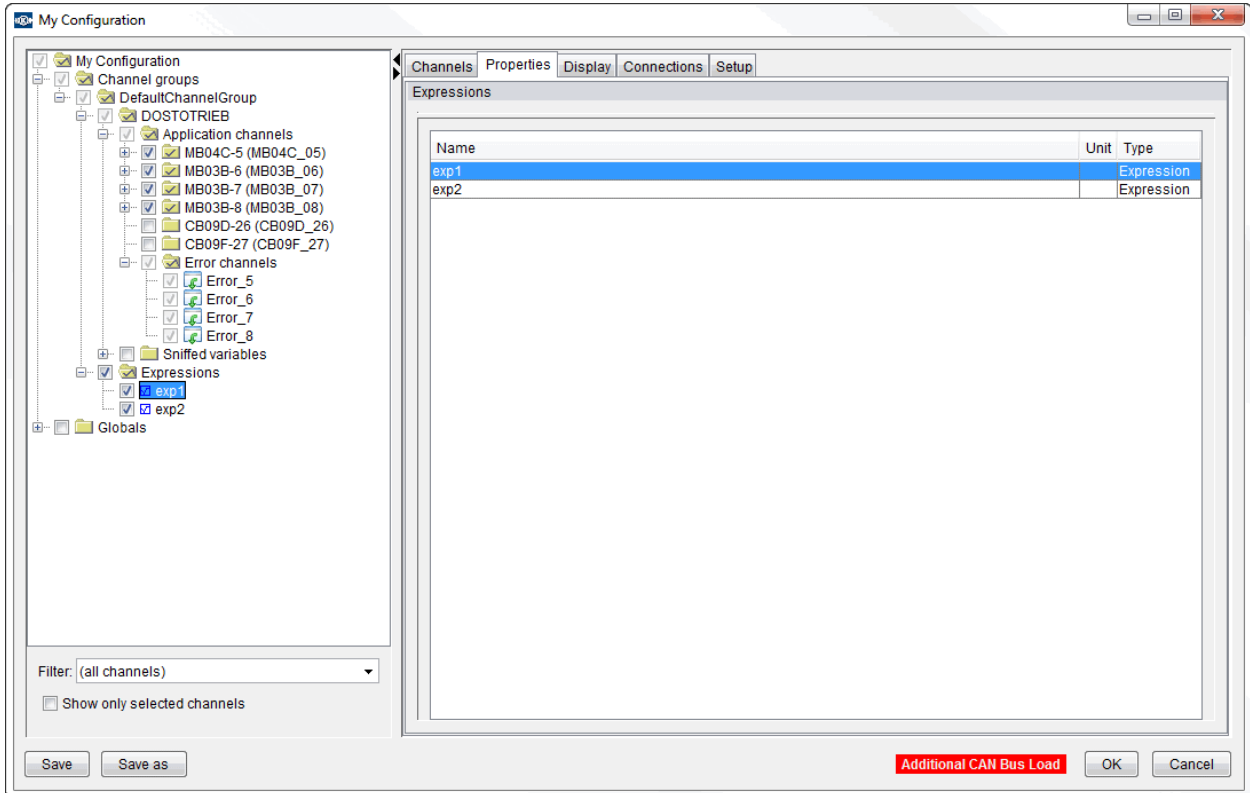 My Configuration
My Configuration
Channel groups
DefaultChannelGroup
DOSTOTRIEB
Application channels
MB04C-5 (MB04C_05)
MB03B-6 (MB03B_06)
MB03B-7 (MB03B_07)
MB03B-8 (MB03B_08)
CB09D-26 (CB09D_26)
CB09F-27 (CB09F_27)
Error channels
Error_5
Error_6
Error_7
Error_8
Sniffed variables
Expressions
exp1
exp2
Globals
Filter: (all channels)
Show only selected channels
Channels Properties Display Connections Setup
Expressions
Name Unit Type
exp1 Expression
exp2 Expression
Save Save as Additional CAN Bus Load OK Cancel